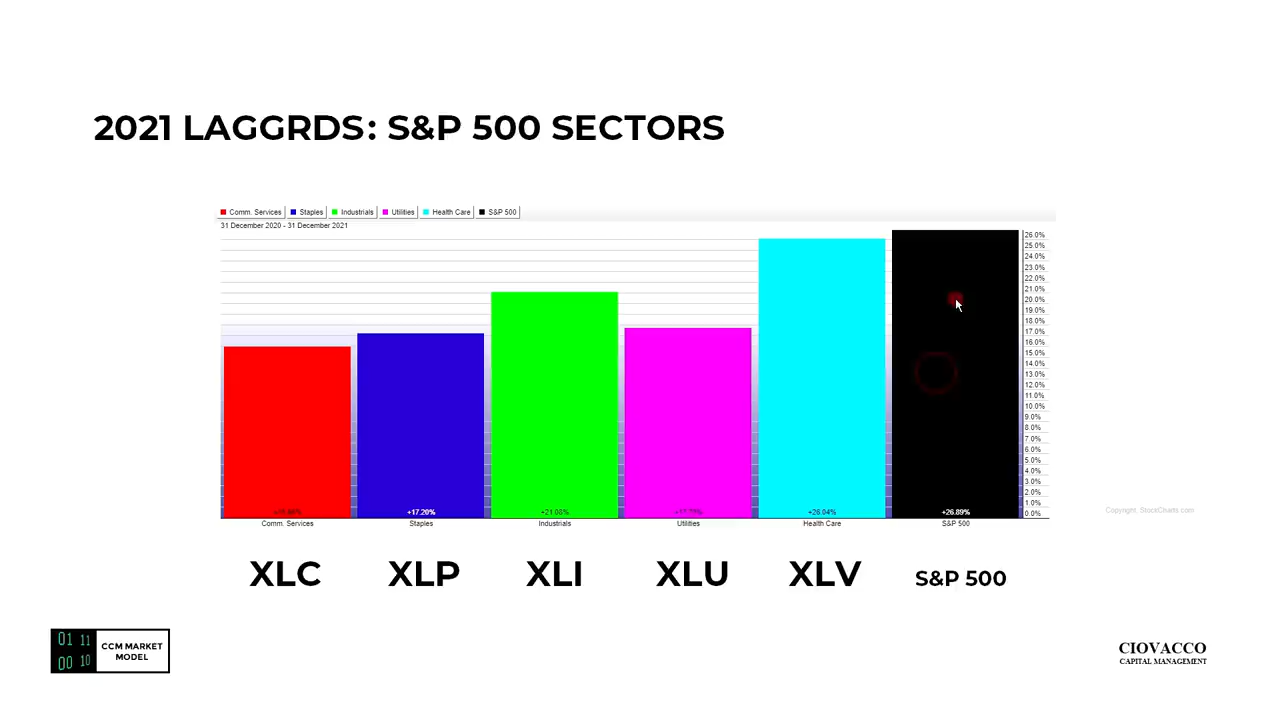 2021 LAGGRDS: S&P 500 SECTORS
Comm. Services Staples Industrials Utilities Health Care S&P 500
31 December 2020 - 31 December 2021
26.0%
25.0%
24.0%
23.0%
22.0%
21.0%
20.0%
19.0%
18.0%
17.0%
16.0%
15.0%
14.0%
13.0%
12.0%
11.0%
10.0%
9.0%
8.0%
7.0%
6.0%
5.0%
4.0%
3.0%
2.0%
1.0%
0.0%
+17.20% +21.08% +26.04% +26.89%
Comm. Services Staples Industrials Utilities Health Care S&P 500
Copyright, StockCharts.com
XLC XLP XLI XLU XLV S&P 500
01 11
00 10
CCM MARKET
MODEL
CIOVACCO
CAPITAL MANAGEMENT